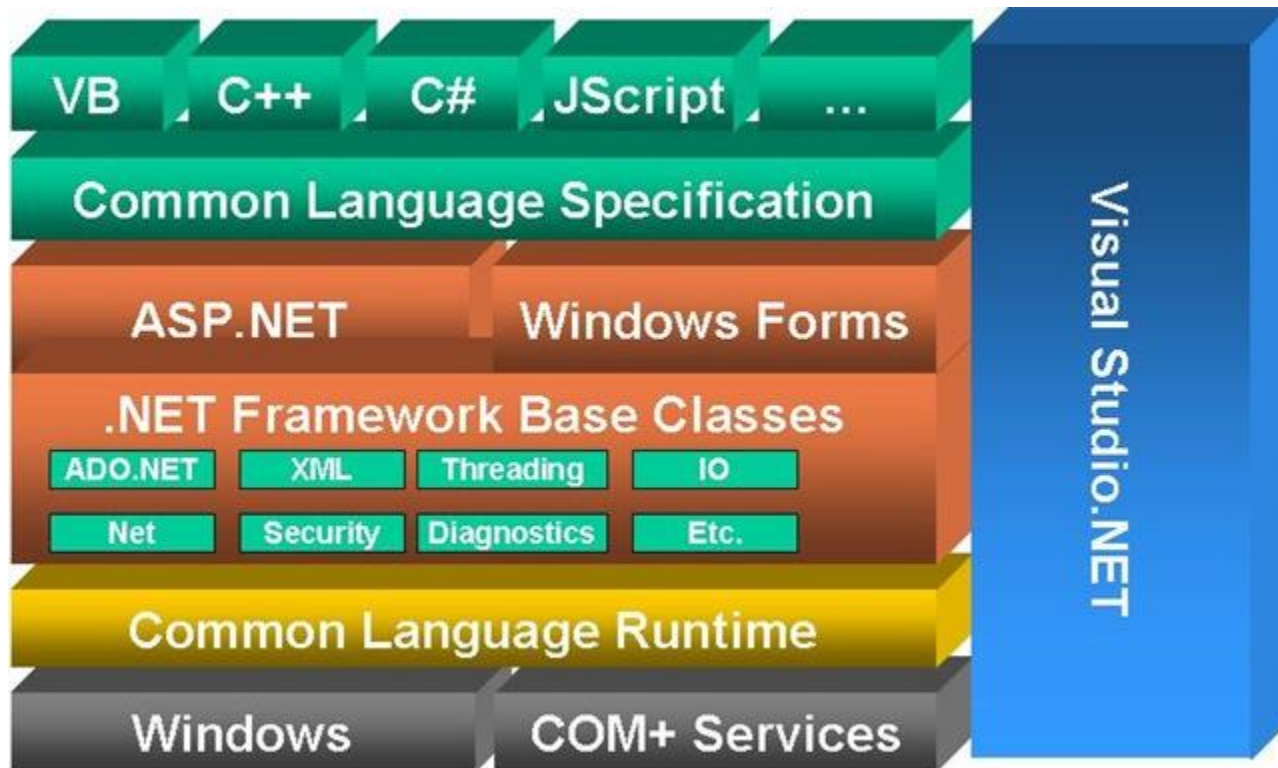 VB C++ C# JScript ...
Common Language Specification
ASP.NET Windows Forms
.NET Framework Base Classes
ADO.NET XML Threading IO
Net Security Diagnostics Etc.
Common Language Runtime
Windows COM+ Services
Visual Studio.NET